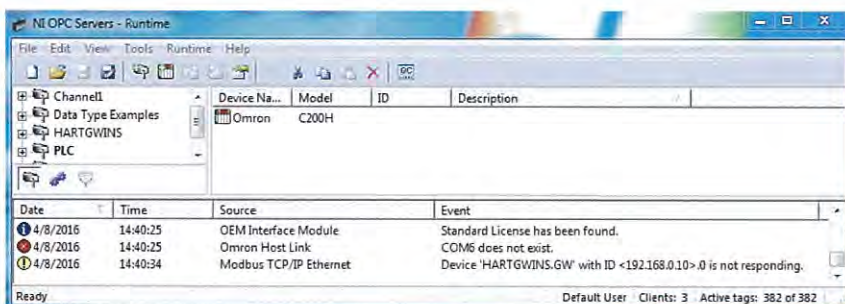 NI OPC Servers - Runtime
File Edit View Tools Runtime Help
Channel1
Data Type Examples
HARTGWINS
PLC
Device Na... Model ID Description
Omron C200H
Date Time Source Event
4/8/2016 14:40:25 OEM Interface Module Standard License has been found.
4/8/2016 14:40:25 Omron Host Link COM6 does not exist.
4/8/2016 14:40:34 Modbus TCP/IP Ethernet Device 'HARTGWINS.GW' with ID <192.168.0.10>.0 is not responding.
Ready Default User Clients: 3 Active tags: 382 of 382